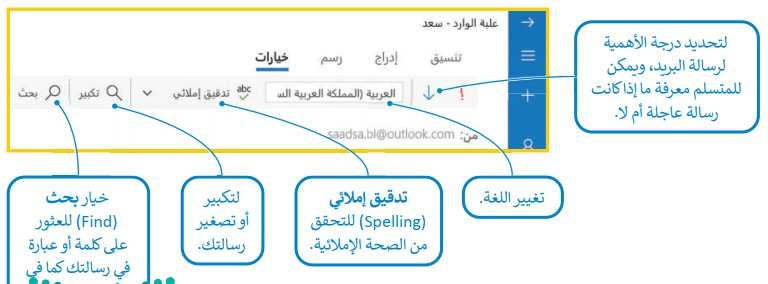 علبة الوارد - سعد
تنسيق إدراج رسم خيارات
العربية (المملكة العربية الس
abc تدقيق إملائي
تكبير
بحث
من: saadsa.bl@outlook.com
لتحديد درجة الأهمية
لرسالة البريد، ويمكن
للمتسلم معرفة ما إذا كانت
رسالة عاجلة أم لا.
تغيير اللغة.
تدقيق إملائي
(Spelling) للتحقق
من الصحة الإملائية.
لتكبير
أو تصغير
رسالتك.
خيار بحث
(Find) للعثور
على كلمة أو عبارة
في رسالتك كما في